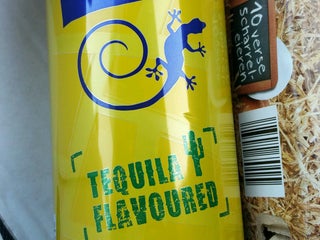 10 verse
scharrel
eieren
TEQUILA
FLAVOURED